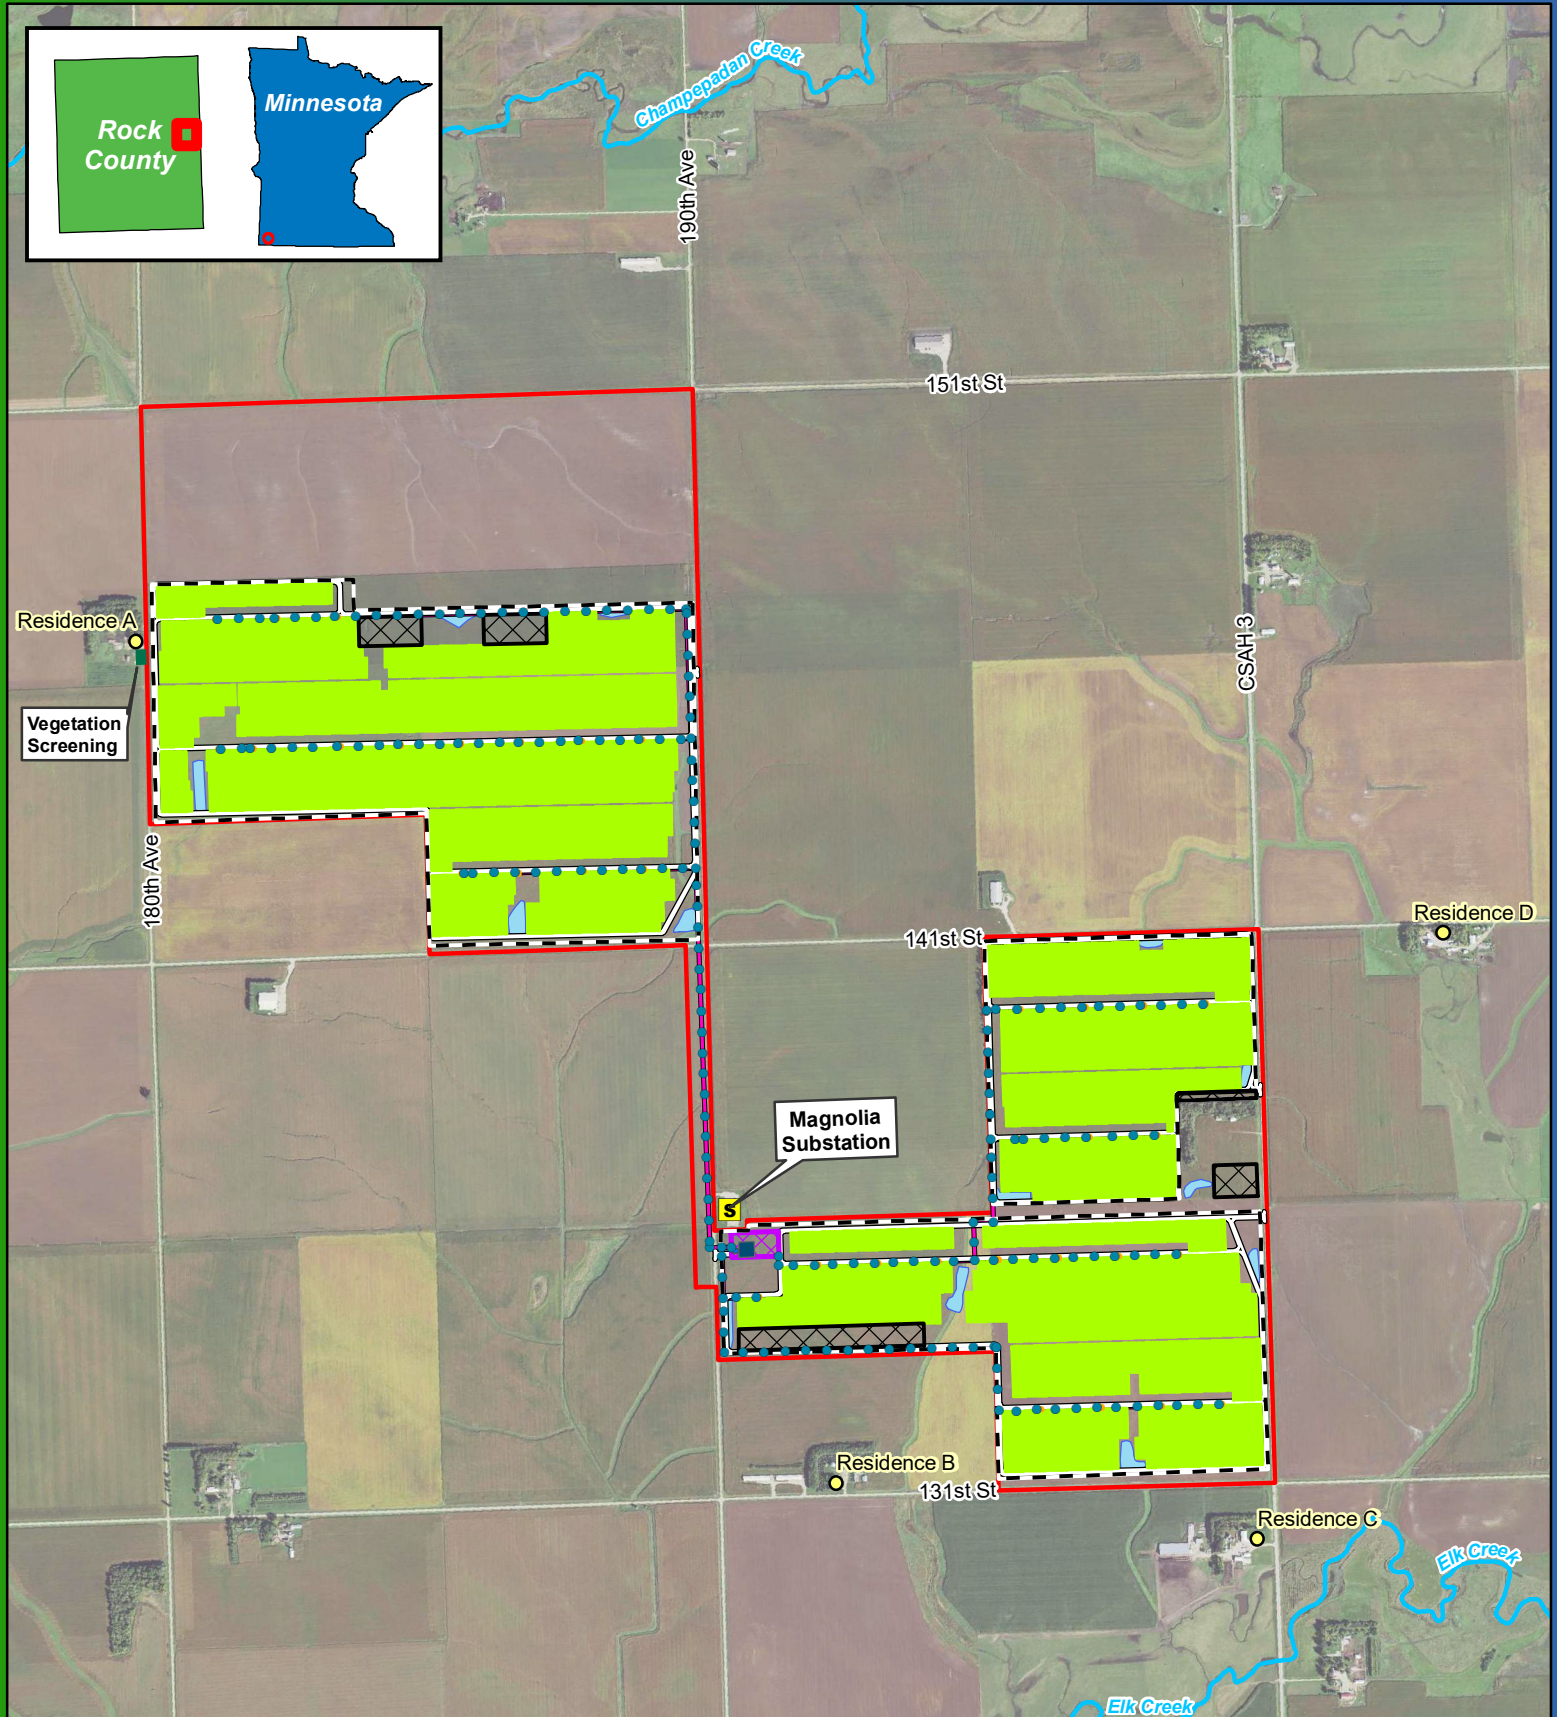 Champepadan Creek
Minnesota
Rock
County
190th Ave
151st St
Residence A
CSAH 3
Vegetation
Screening
180th Ave
Residence D
141st St
Magnolia
Substation
S
Residence B
131st St
Residence C
Elk Creek
Elk Creek